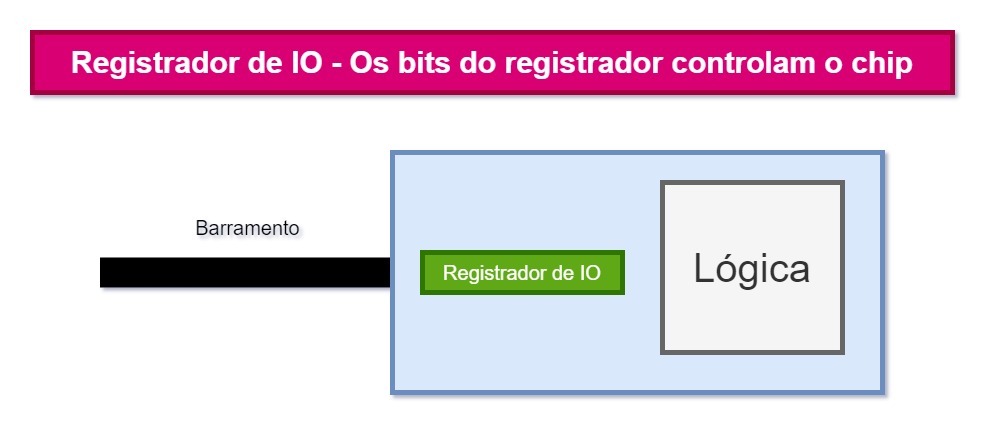 Registrador de IO - Os bits do registrador controlam o chip
Barramento
Registrador de IO
Lógica